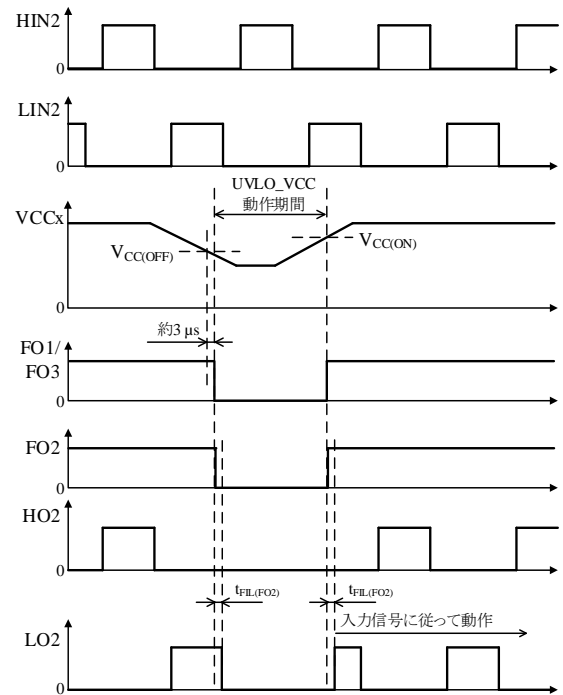 HIN2
0
LIN2
0
UVLO_VCC
動作期間
VCCx
VCC(OFF)
VCC(ON)
0
約3 µs
FO1/
FO3
0
FO2
0
HO2
0
tFIL(FO2)
tFIL(FO2)
入力信号に従って動作
LO2
0